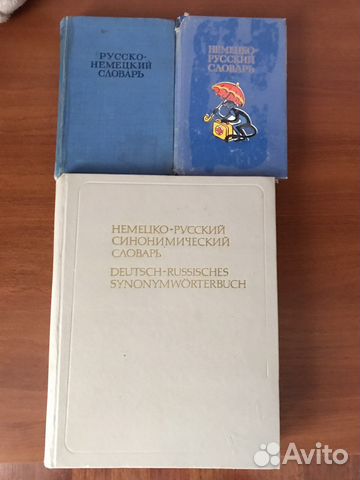 РУССКО-
НЕМЕЦКИЙ
СЛОВАРЬ
НЕМЕЦКО-
РУССКИЙ
СЛОВАРЬ
НЕМЕЦКО-РУССКИЙ
СИНОНИМИЧЕСКИЙ
СЛОВАРЬ
DEUTSCH-RUSSISCHES
SYNONYMWÖRTERBUCH
Avito